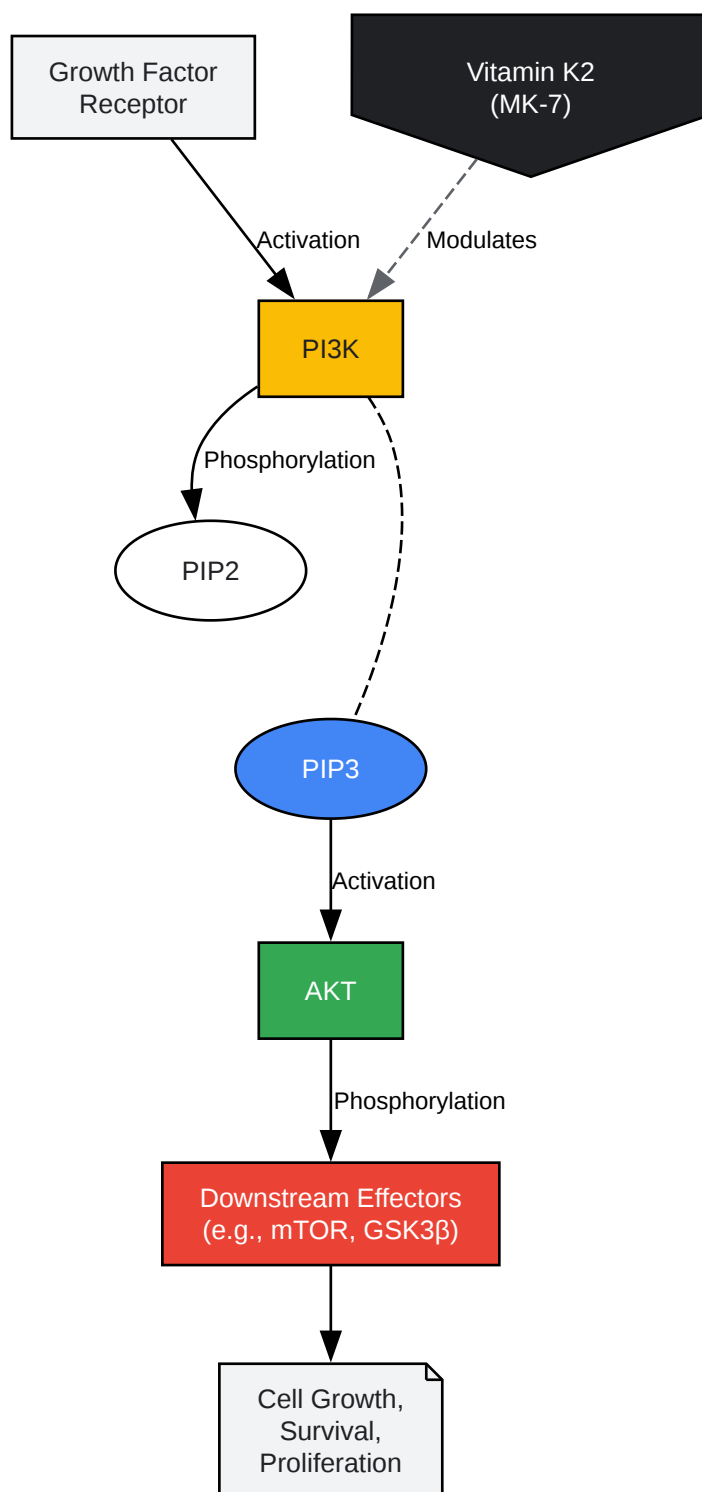 Growth Factor
Receptor
Vitamin K2
(MK-7)
Activation
Modulates
PI3K
Phosphorylation
PIP2
PIP3
Activation
AKT
Phosphorylation
Downstream Effectors
(e.g., mTOR, GSK3β)
Cell Growth,
Survival,
Proliferation